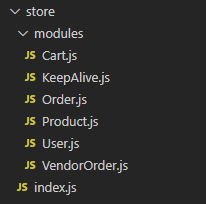 store
modules
JS Cart.js
JS KeepAlive.js
JS Order.js
JS Product.js
JS User.js
JS VendorOrder.js
JS index.js